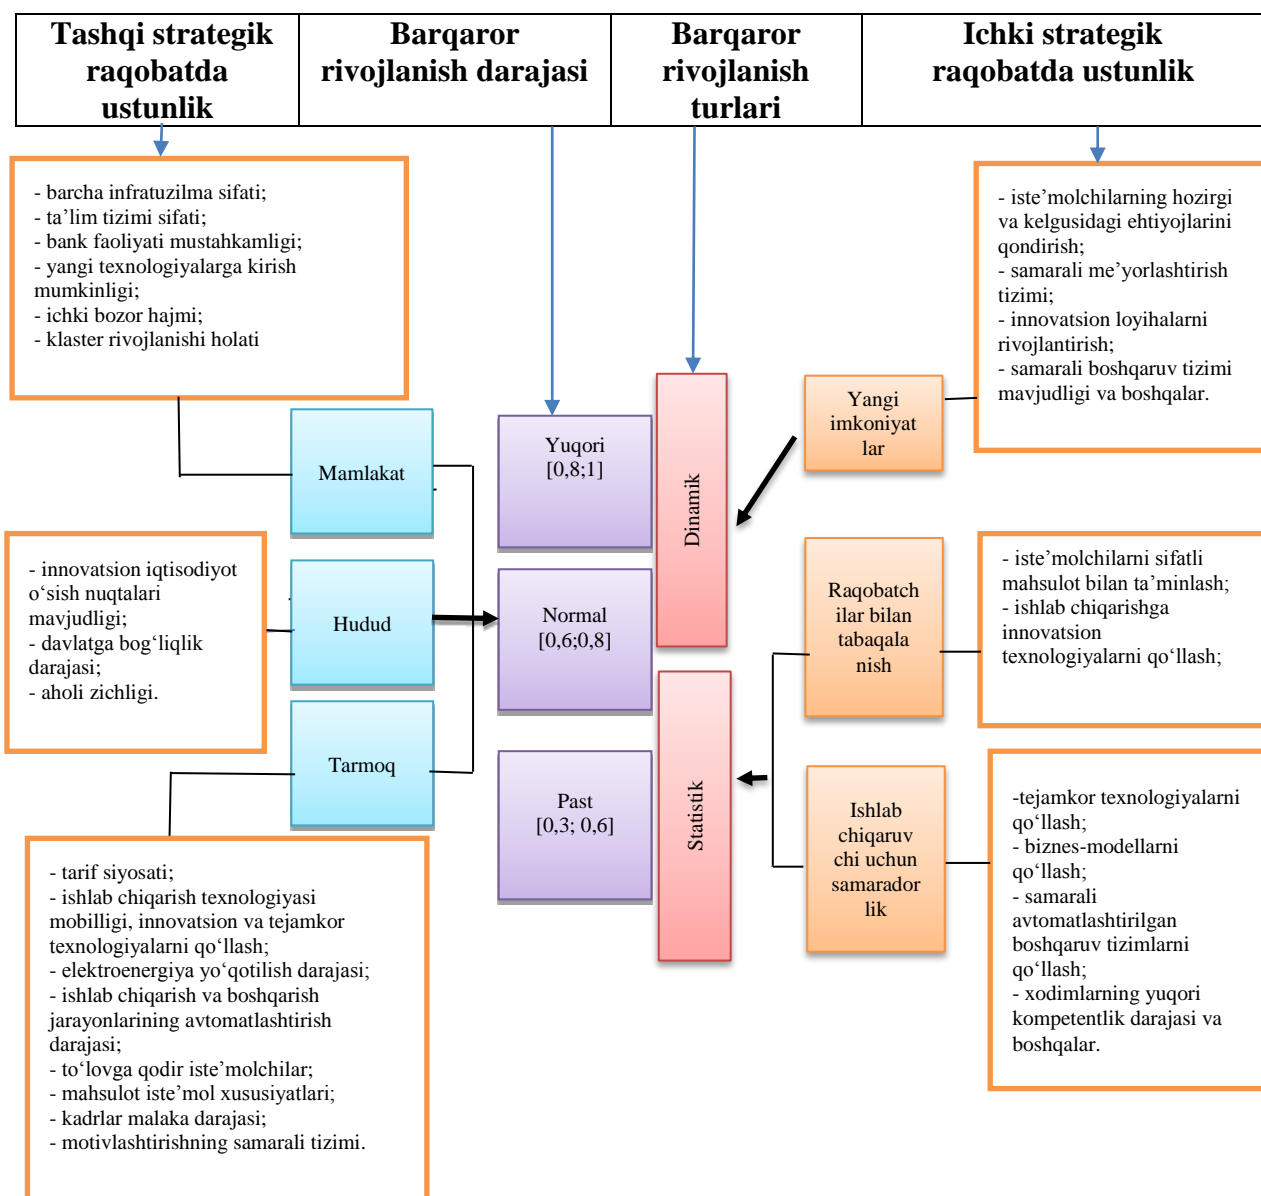 Tashqi strategik
raqobatda
ustunlik
Barqaror
rivojlanish darajasi
Barqaror
rivojlanish
turlari
Ichki strategik
raqobatda ustunlik
- barcha infratuzilma sifati;
- ta’lim tizimi sifati;
- bank faoliyati mustahkamligi;
- yangi texnologiyalarga kirish
mumkinligi;
- ichki bozor hajmi;
- klaster rivojlanishi holati
- innovatsion iqtisodiyot
o‘sish nuqtalari
mavjudligi;
- davlatga bog‘liqlik
darajasi;
- aholi zichligi.
- tarif siyosati;
- ishlab chiqarish texnologiyasi
mobilligi, innovatsion va tejamkor
texnologiyalarni qo‘llash;
- elektroenergiya yo‘qotilish darajasi;
- ishlab chiqarish va boshqarish
jarayonlarining avtomatlashtirish
darajasi;
- to‘lovga qodir iste’molchilar;
- mahsulot iste’mol xususiyatlari;
- kadrlar malaka darajasi;
- motivlashtirishning samarali tizimi.
Mamlakat
Hudud
Tarmoq
Yuqori
[0,8;1]
Normal
[0,6;0,8]
Past
[0,3; 0,6]
Dinamik
Statistik
Yangi
imkoniyat
lar
Raqobatch
ilar bilan
tabaqala
nish
Ishlab
chiqaruv
chi uchun
samarador
lik
- iste’molchilarning hozirgi
va kelgusidagi ehtiyojlarini
qondirish;
- samarali me’yorlashtirish
tizimi;
- innovatsion loyihalarni
rivojlantirish;
- samarali boshqaruv tizimi
mavjudligi va boshqalar.
- iste’molchilarni sifatli
mahsulot bilan ta’minlash;
- ishlab chiqarishga
innovatsion
texnologiyalarni qo‘llash;
-tejamkor texnologiyalarni
qo‘llash;
- biznes-modellarni
qo‘llash;
- samarali
avtomatlashtirilgan
boshqaruv tizimlarni
qo‘llash;
- xodimlarning yuqori
kompetentlik darajasi va
boshqalar.